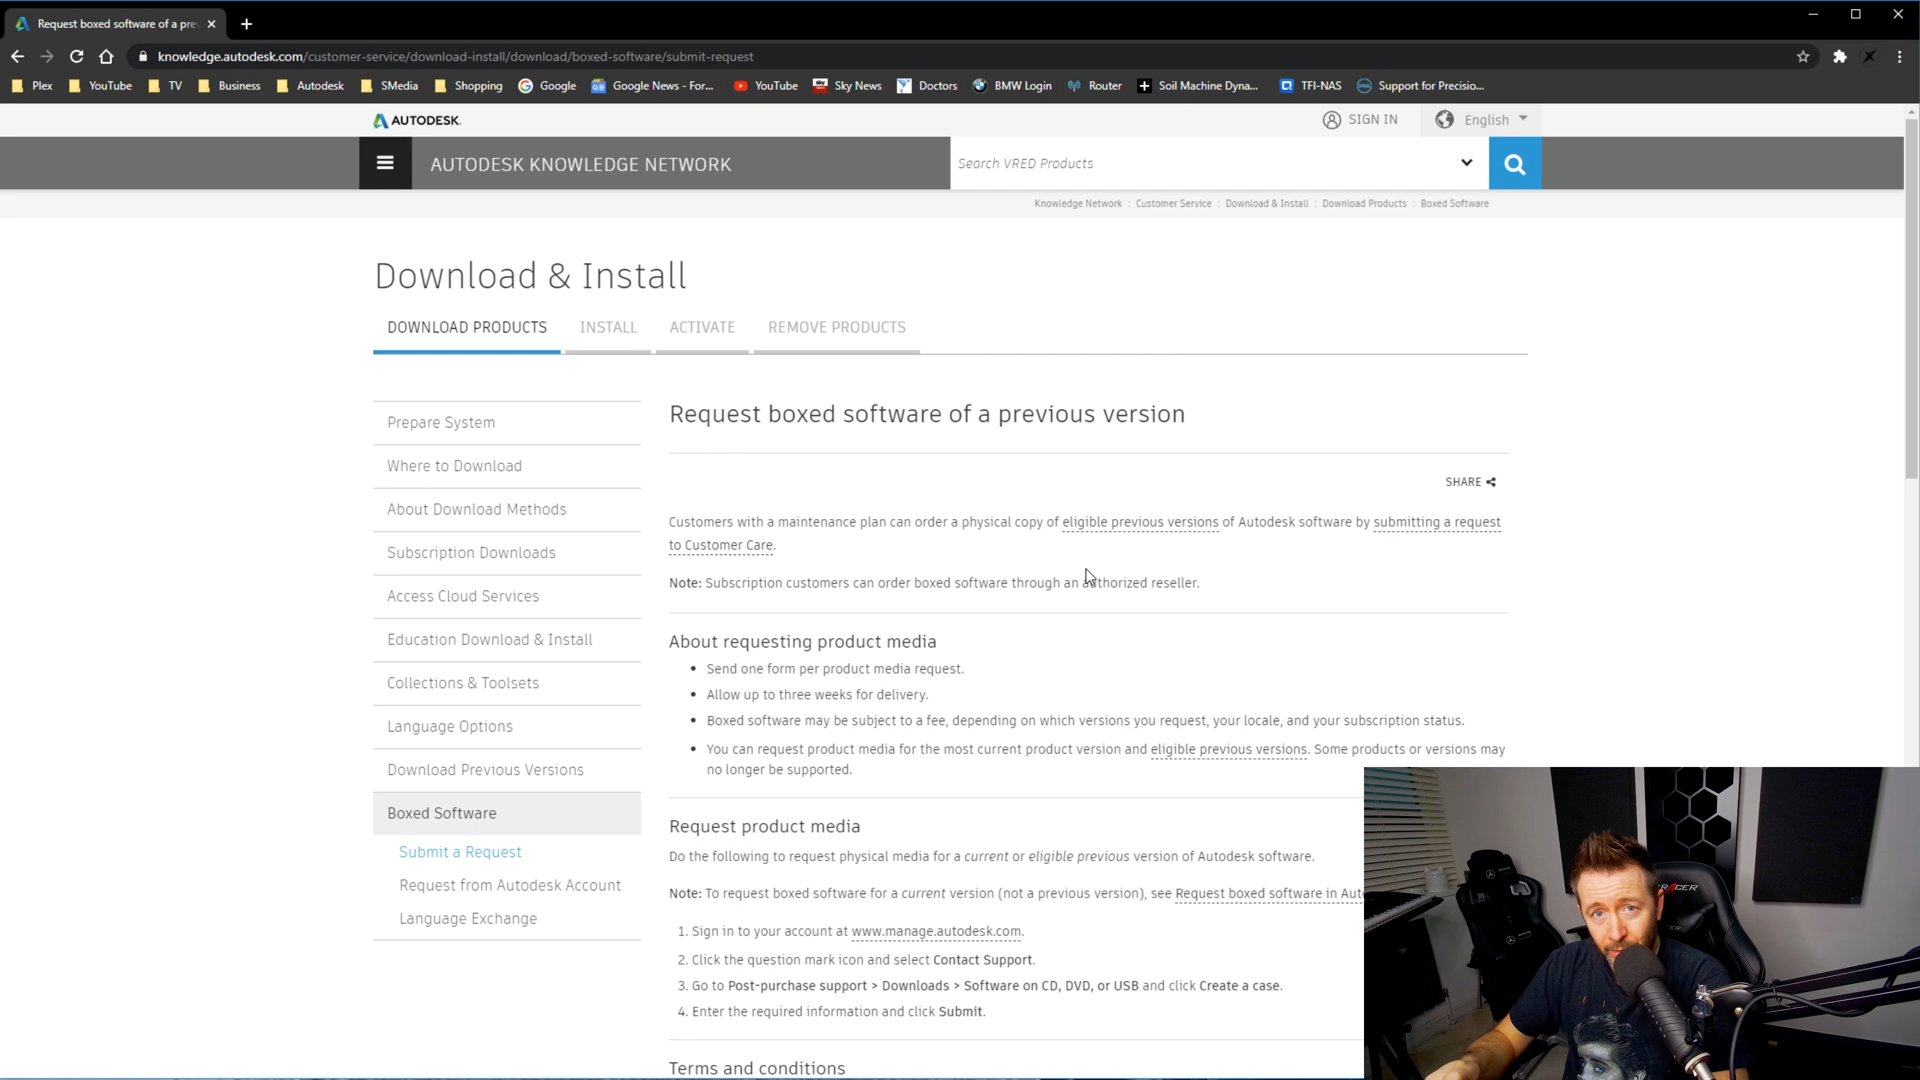 Request boxed software of a pre
knowledge.autodesk.com/customer-service/download-install/download/boxed-software/submit-request
Plex YouTube TV Business Autodesk SMedia Shopping Google Google News - For... YouTube Sky News Doctors BMW Login Router Soil Machine Dyna... TFI-NAS Support for Precisio...
AUTODESK.
SIGN IN English
AUTODESK KNOWLEDGE NETWORK
Search VRED Products
Knowledge Network : Customer Service : Download & Install : Download Products : Boxed Software
Download & Install
DOWNLOAD PRODUCTS INSTALL ACTIVATE REMOVE PRODUCTS
Prepare System
Where to Download
About Download Methods
Subscription Downloads
Access Cloud Services
Education Download & Install
Collections & Toolsets
Language Options
Download Previous Versions
Boxed Software
Submit a Request
Request from Autodesk Account
Language Exchange
Request boxed software of a previous version
SHARE
Customers with a maintenance plan can order a physical copy of eligible previous versions of Autodesk software by submitting a request
to Customer Care.
Note: Subscription customers can order boxed software through an authorized reseller.
About requesting product media
• Send one form per product media request.
• Allow up to three weeks for delivery.
• Boxed software may be subject to a fee, depending on which versions you request, your locale, and your subscription status.
• You can request product media for the most current product version and eligible previous versions. Some products or versions may
no longer be supported.
Request product media
Do the following to request physical media for a current or eligible previous version of Autodesk software.
Note: To request boxed software for a current version (not a previous version), see Request boxed software in Aut
1. Sign in to your account at www.manage.autodesk.com.
2. Click the question mark icon and select Contact Support.
3. Go to Post-purchase support > Downloads > Software on CD, DVD, or USB and click Create a case.
4. Enter the required information and click Submit.
Terms and conditions